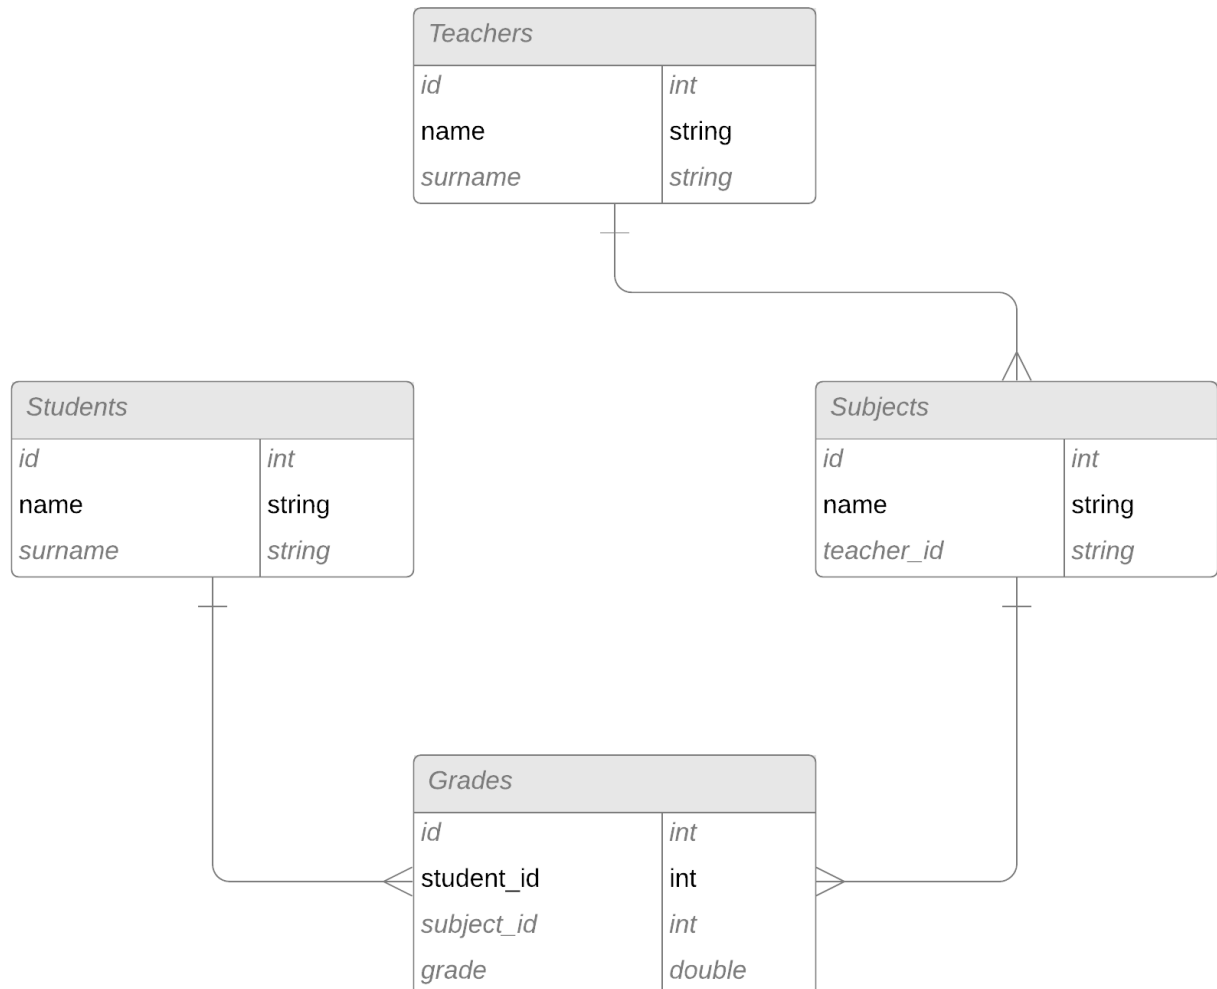 Teachers
id int
name string
surname string
Students
id int
name string
surname string
Subjects
id int
name string
teacher_id string
Grades
id int
student_id int
subject_id int
grade double